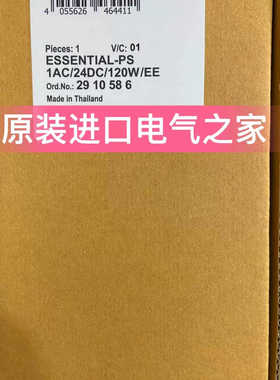 4 055626 464411
Pieces: 1 V/C: 01
ESSENTIAL-PS
1AC/24DC/120W/EE
Ord.No.: 29 10 58 6
Made in Thailand
原装进口电气之家